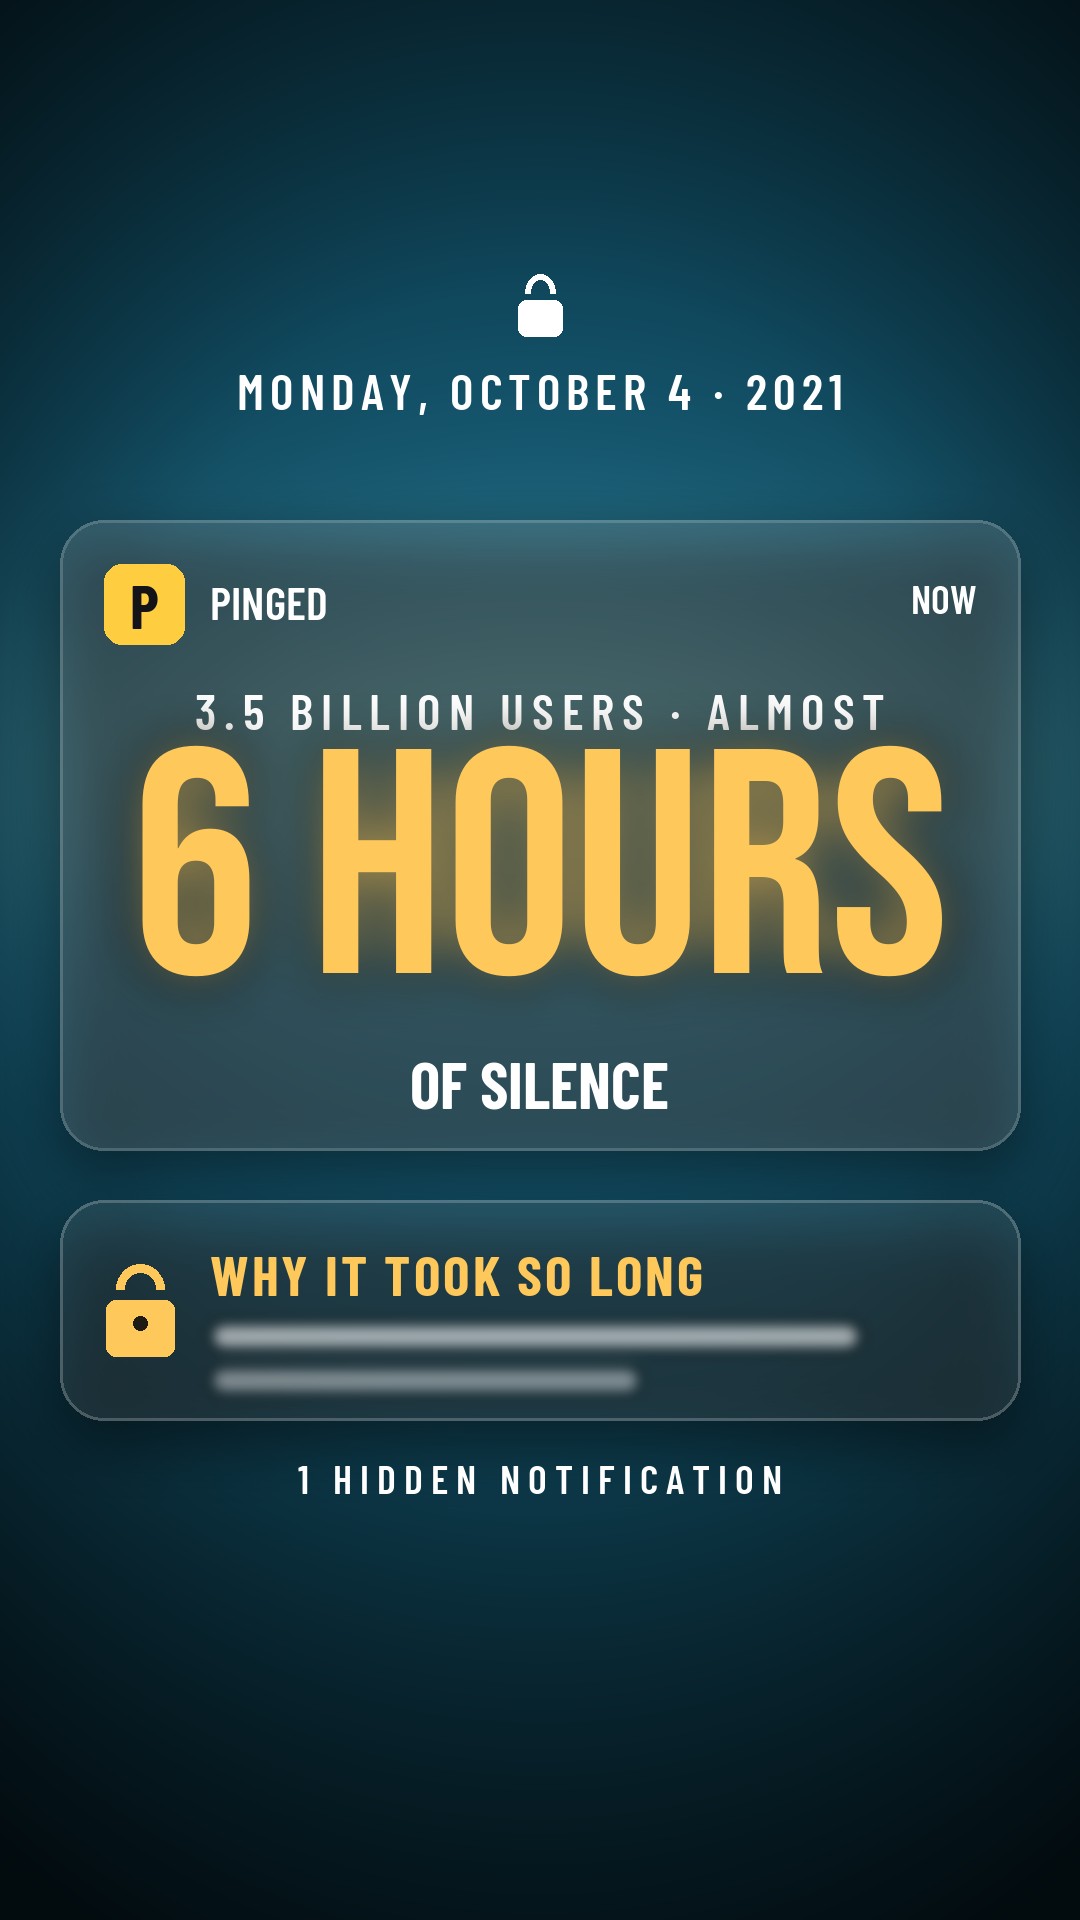 MONDAY, OCTOBER 4 · 2021
P PINGED NOW
3.5 BILLION USERS · ALMOST
6 HOURS
OF SILENCE
WHY IT TOOK SO LONG
1 HIDDEN NOTIFICATION